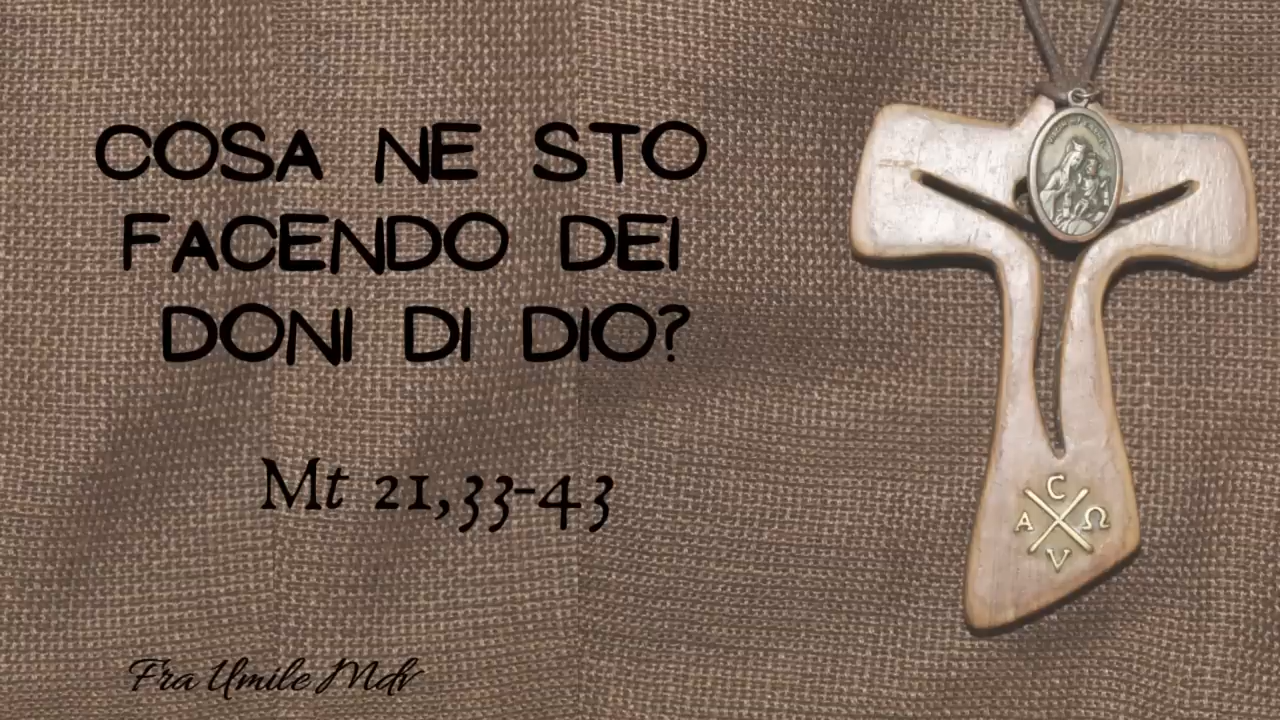 COSA NE STO
FACENDO DEI
DONI DI DIO?
Mt 21,33-43
Fra Umile Mdv
C
A Ω
V